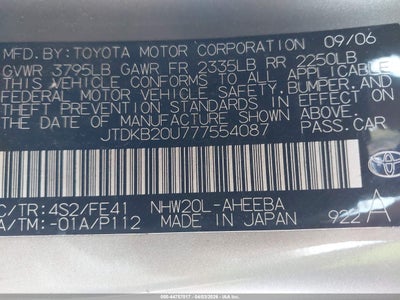 MFD. BY: TOYOTA MOTOR CORPORATION 09/06
GVWR 3795LB GAWR FR 2335LB RR 2250LB
THIS VEHICLE CONFORMS TO ALL APPLICABLE
FEDERAL MOTOR VEHICLE SAFETY, BUMPER, AND
THEFT PREVENTION STANDARDS IN EFFECT ON
THE DATE OF MANUFACTURE SHOWN ABOVE.
JTDKB20U777554087 PASS.CAR
C/TR: 4S2/FE41 NHW20L-AHEEBA A
A/TM:-01A/P112 MADE IN JAPAN 922
TOYOTA